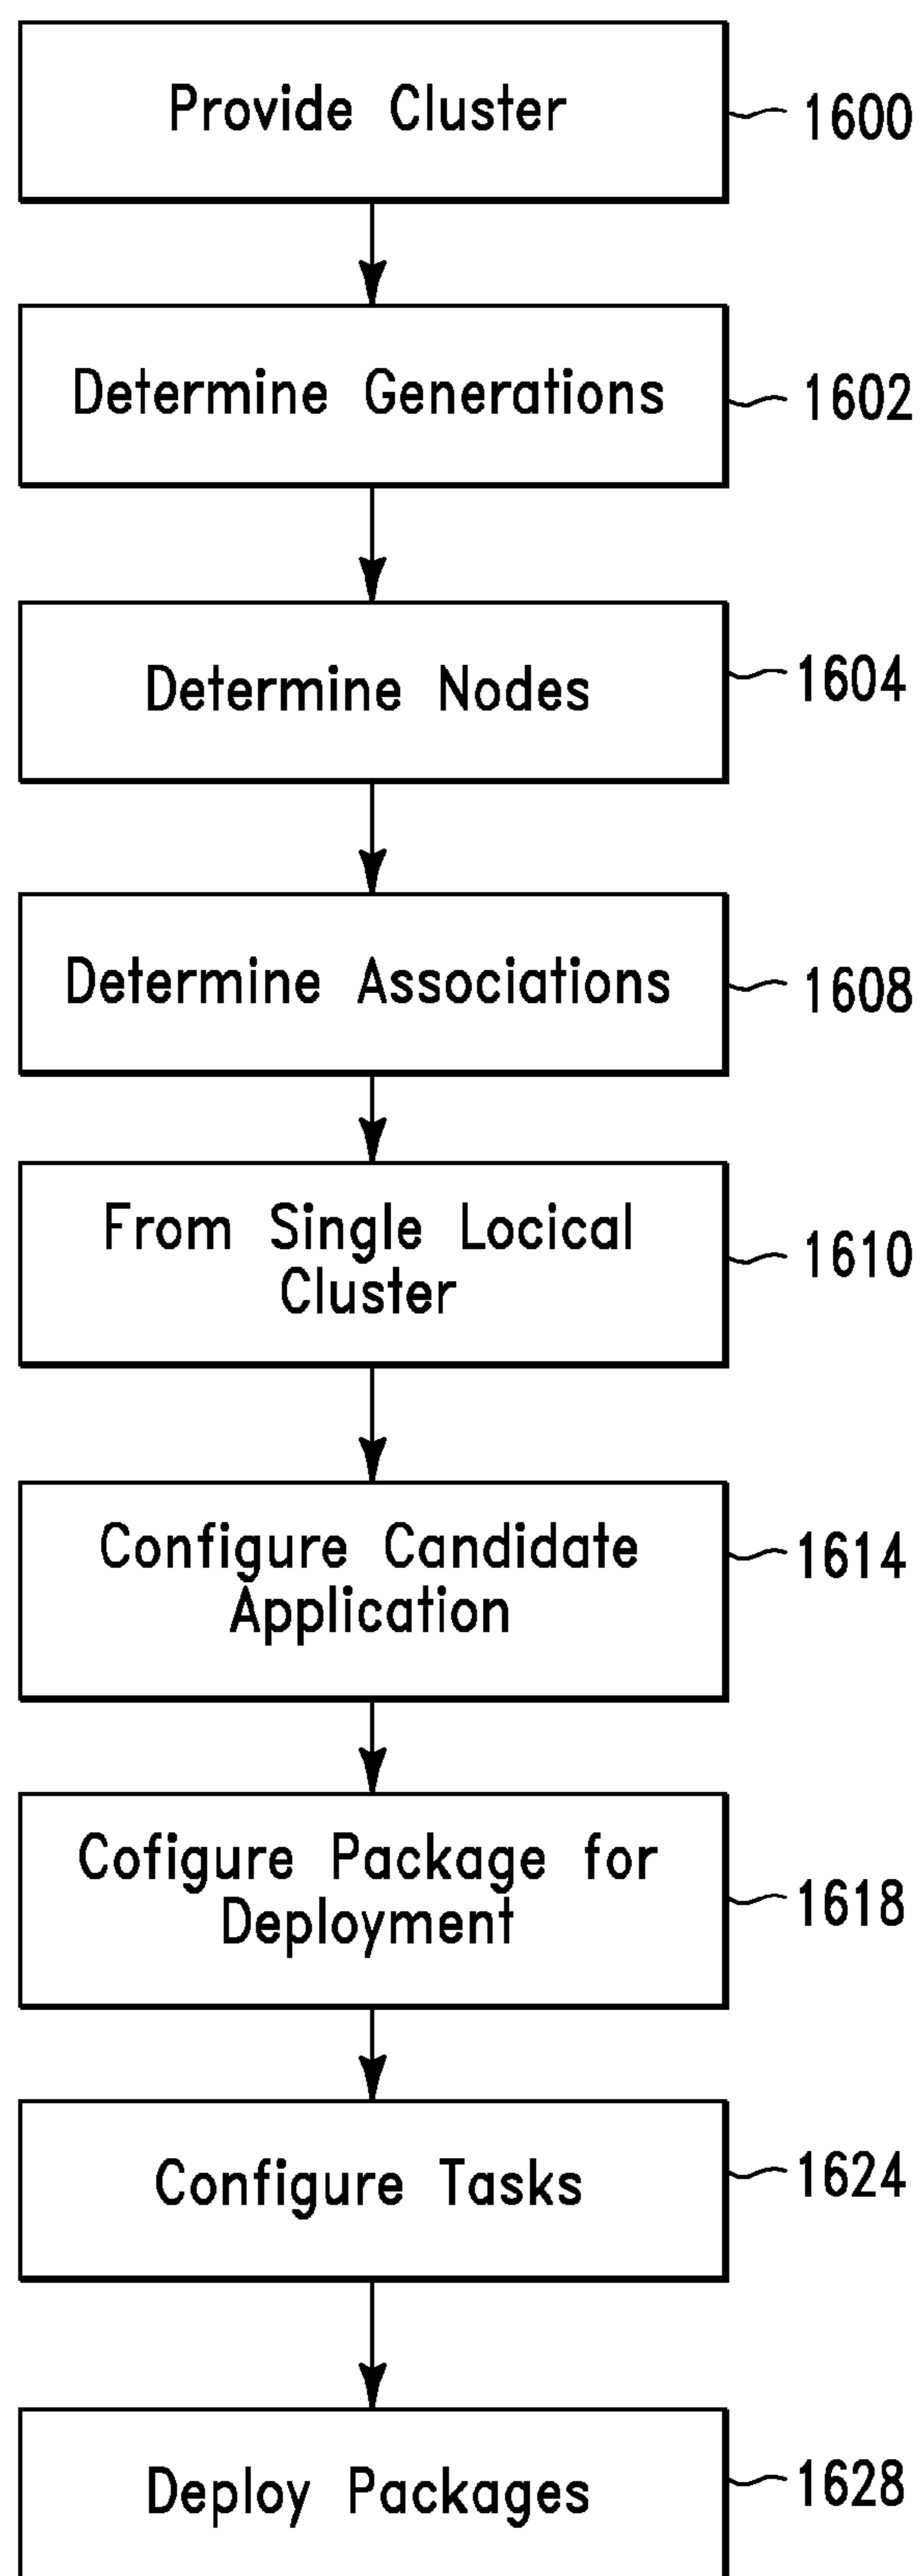 Provide Cluster
1600
Determine Generations
1602
Determine Nodes
1604
Determine Associations
1608
From Single Locical
Cluster
1610
Configure Candidate
Application
1614
Cofigure Package for
Deployment
1618
Configure Tasks
1624
Deploy Packages
1628